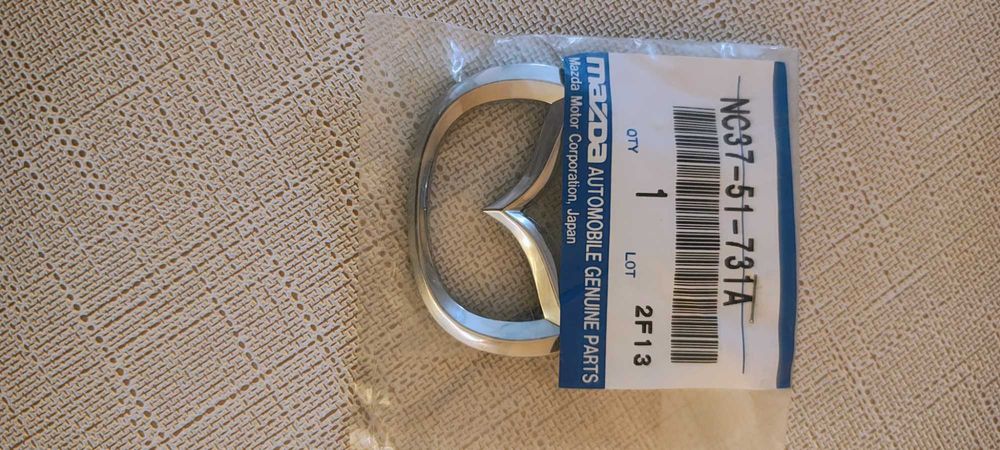 mazda AUTOMOBILE GENUINE PARTS
Mazda Motor Corporation, Japan
QTY 1 LOT 2F13
NC37-51-731A